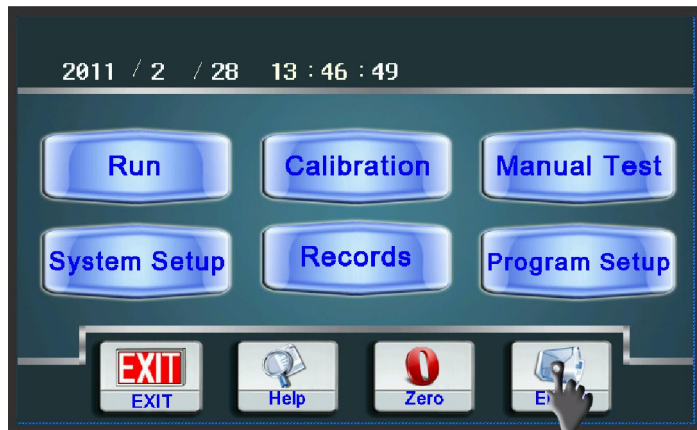 2011 / 2 / 28 13 : 46 : 49
Run Calibration Manual Test
System Setup Records Program Setup
EXIT
EXIT Help Zero